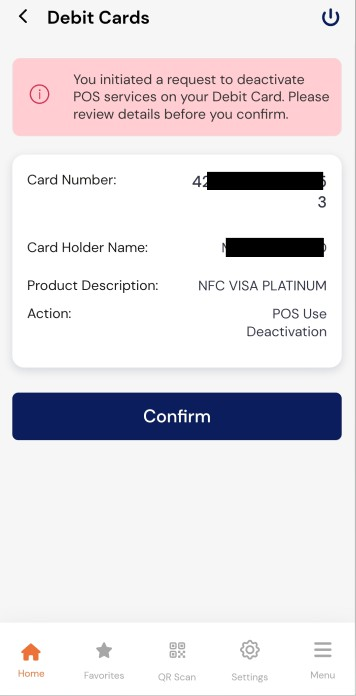 Debit Cards
You initiated a request to deactivate
POS services on your Debit Card. Please
review details before you confirm.
Card Number: 42
3
Card Holder Name:
Product Description: NFC VISA PLATINUM
Action: POS Use
Deactivation
Confirm
Home Favorites QR Scan Settings Menu